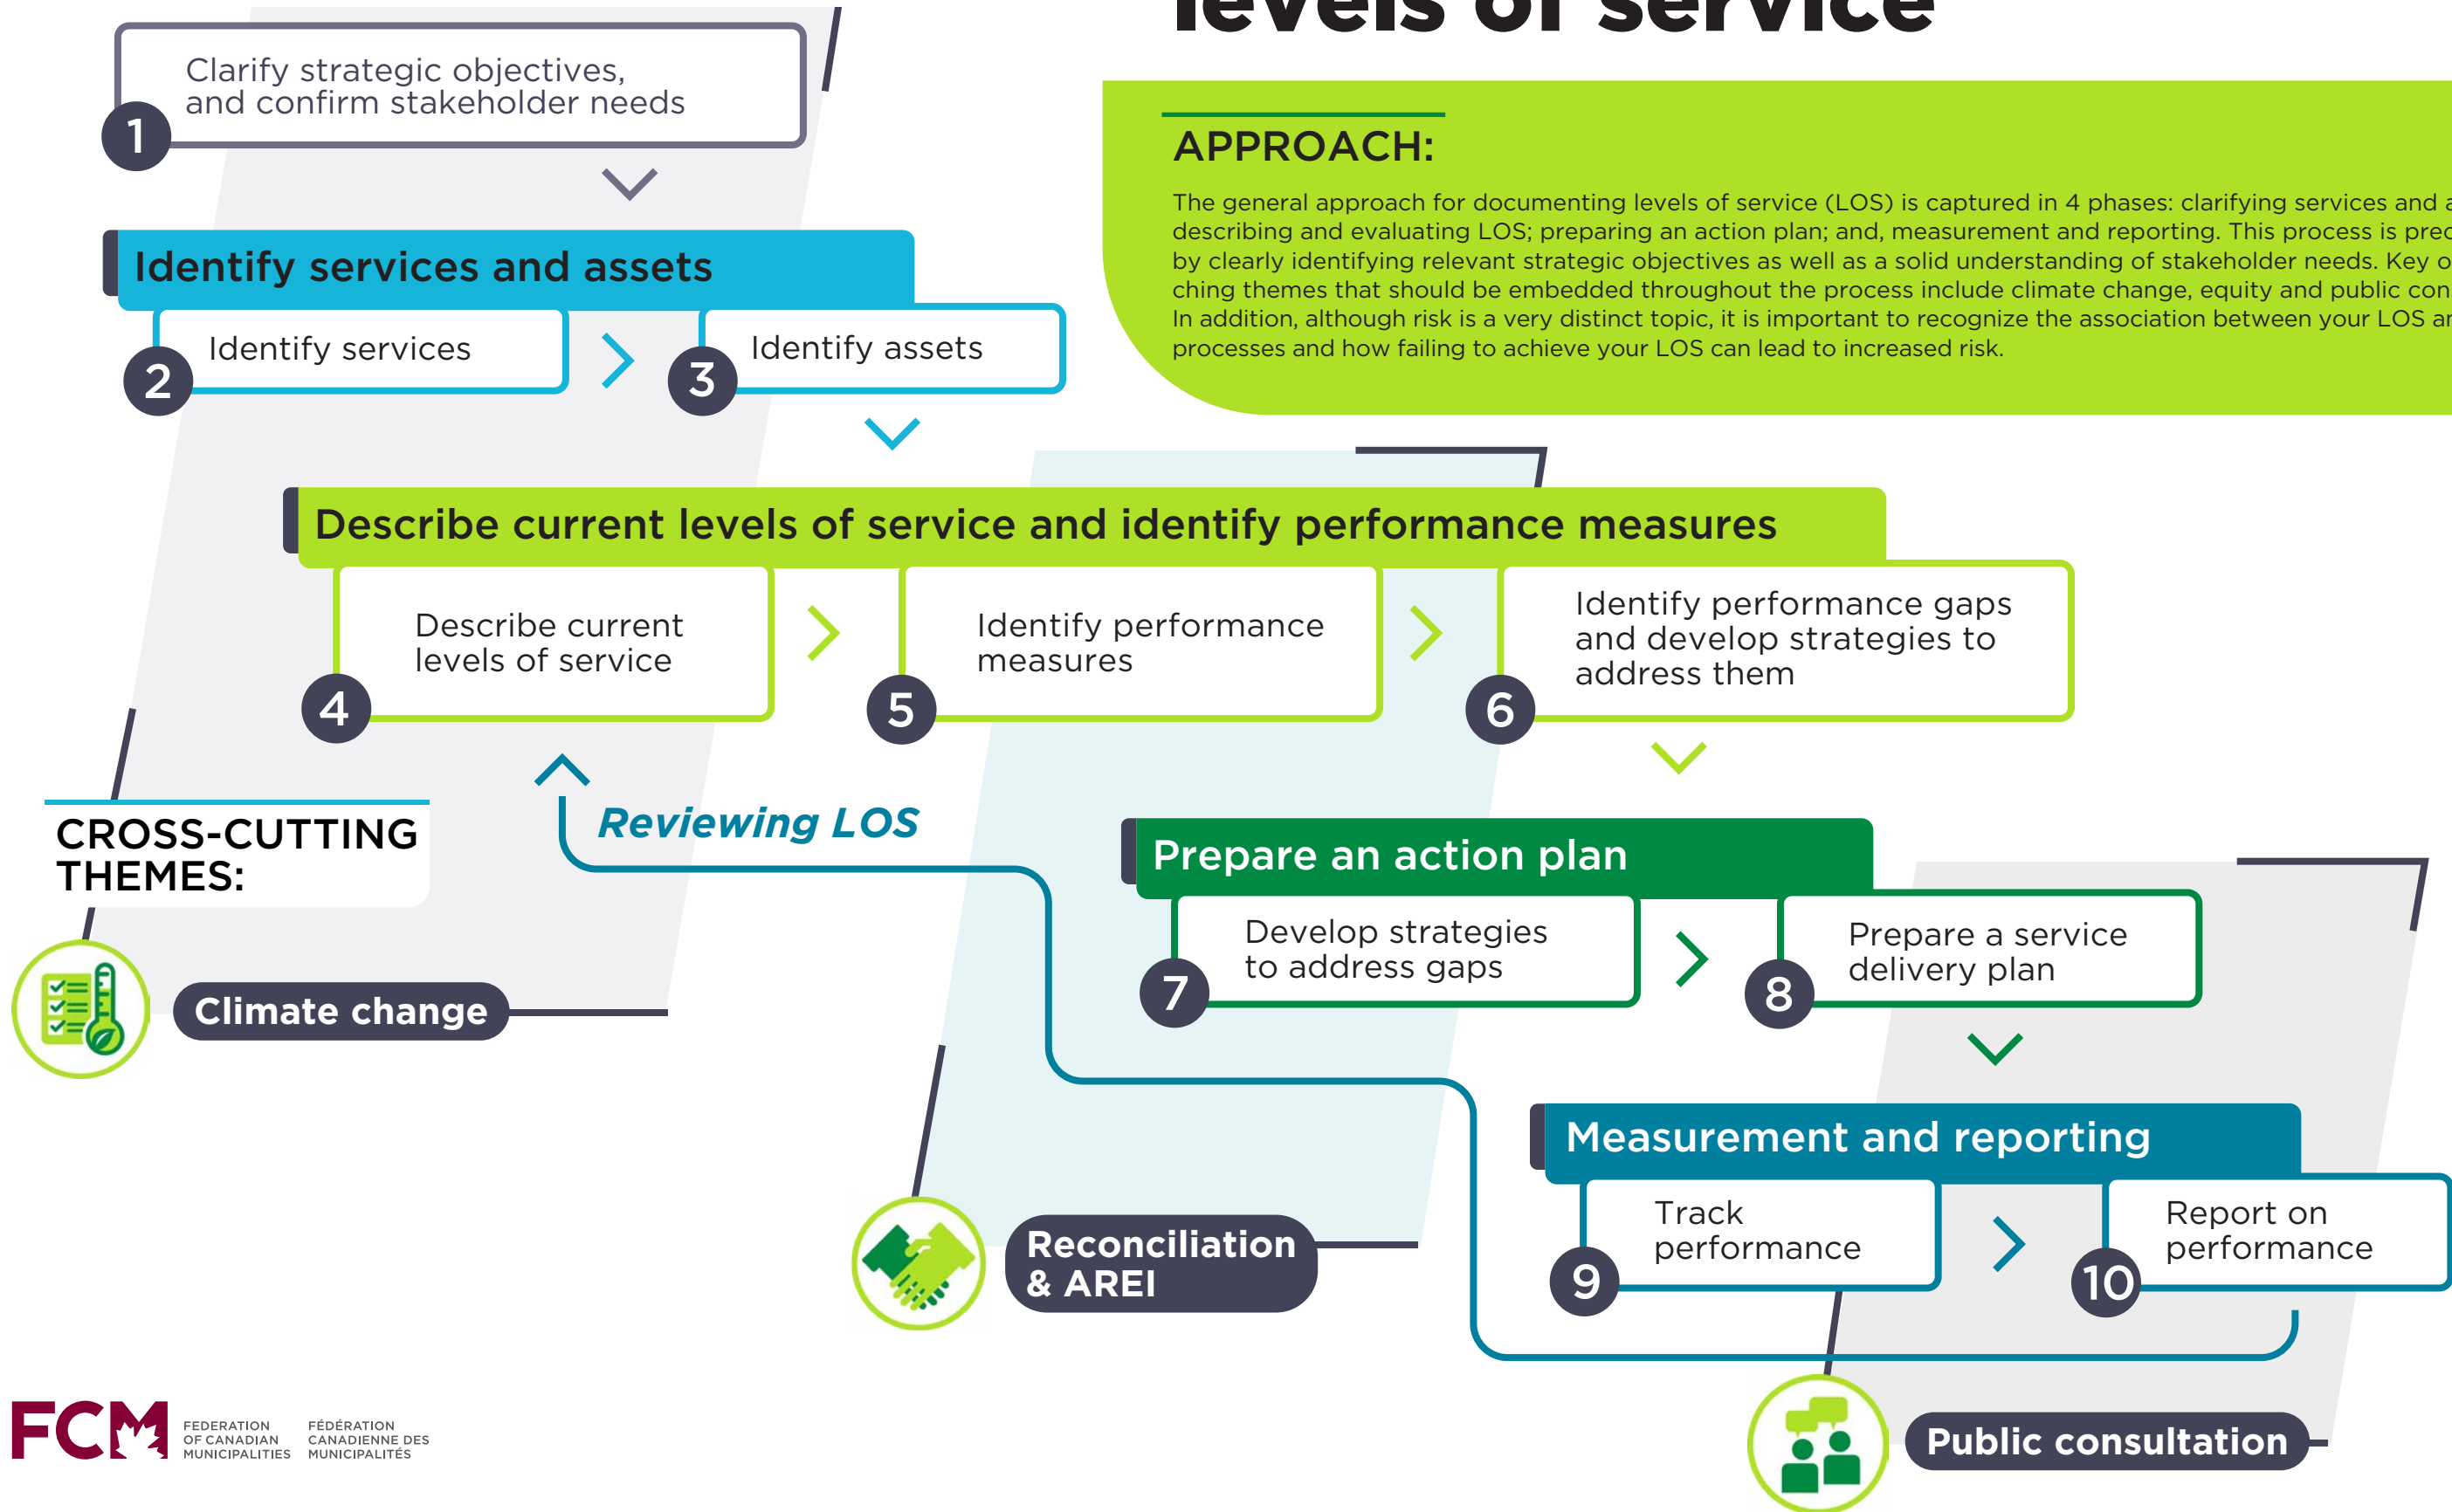 levels of service
Clarify strategic objectives,
and confirm stakeholder needs
1
APPROACH:
The general approach for documenting levels of service (LOS) is captured in 4 phases: clarifying services and
describing and evaluating LOS; preparing an action plan; and, measurement and reporting. This process is
by clearly identifying relevant strategic objectives as well as a solid understanding of stakeholder needs. Key
ching themes that should be embedded throughout the process include climate change, equity and public
In addition, although risk is a very distinct topic, it is important to recognize the association between your LOS
processes and how failing to achieve your LOS can lead to increased risk.
Identify services and assets
Identify services
2
Identify assets
3
Describe current levels of service and identify performance measures
Describe current
levels of service
4
Identify performance
measures
5
Identify performance gaps
and develop strategies to
address them
6
Reviewing LOS
CROSS-CUTTING
THEMES:
Prepare an action plan
Develop strategies
to address gaps
7
Prepare a service
delivery plan
8
Climate change
Measurement and reporting
Track
performance
9
Report on
performance
10
Reconciliation
& AREI
Public consultation
FCM
FEDERATION
OF CANADIAN
MUNICIPALITIES
FÉDÉRATION
CANADIENNE DES
MUNICIPALITÉS